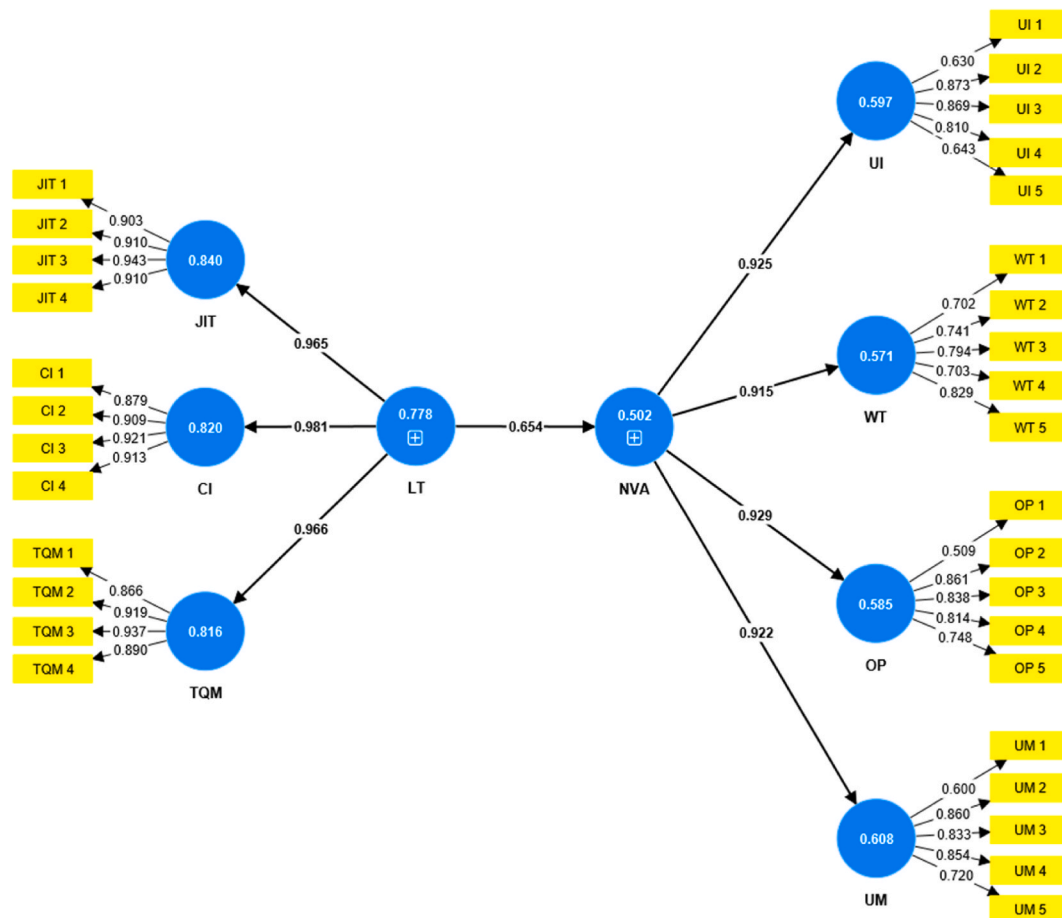 UI 1
UI 2
UI 3
UI 4
UI 5
0.630
0.873
0.869
0.810
0.643
0.597
UI
JIT 1
JIT 2
JIT 3
JIT 4
0.903
0.910
0.943
0.910
0.840
JIT
0.925
WT 1
WT 2
WT 3
WT 4
WT 5
0.702
0.741
0.794
0.703
0.829
0.571
WT
0.965
0.915
CI 1
CI 2
CI 3
CI 4
0.879
0.909
0.921
0.913
0.820
CI
0.981
0.778
LT
0.654
0.502
NVA
0.966
0.929
OP 1
OP 2
OP 3
OP 4
OP 5
0.509
0.861
0.838
0.814
0.748
0.585
OP
TQM 1
TQM 2
TQM 3
TQM 4
0.866
0.919
0.937
0.890
0.816
TQM
0.922
UM 1
UM 2
UM 3
UM 4
UM 5
0.600
0.860
0.833
0.854
0.720
0.608
UM